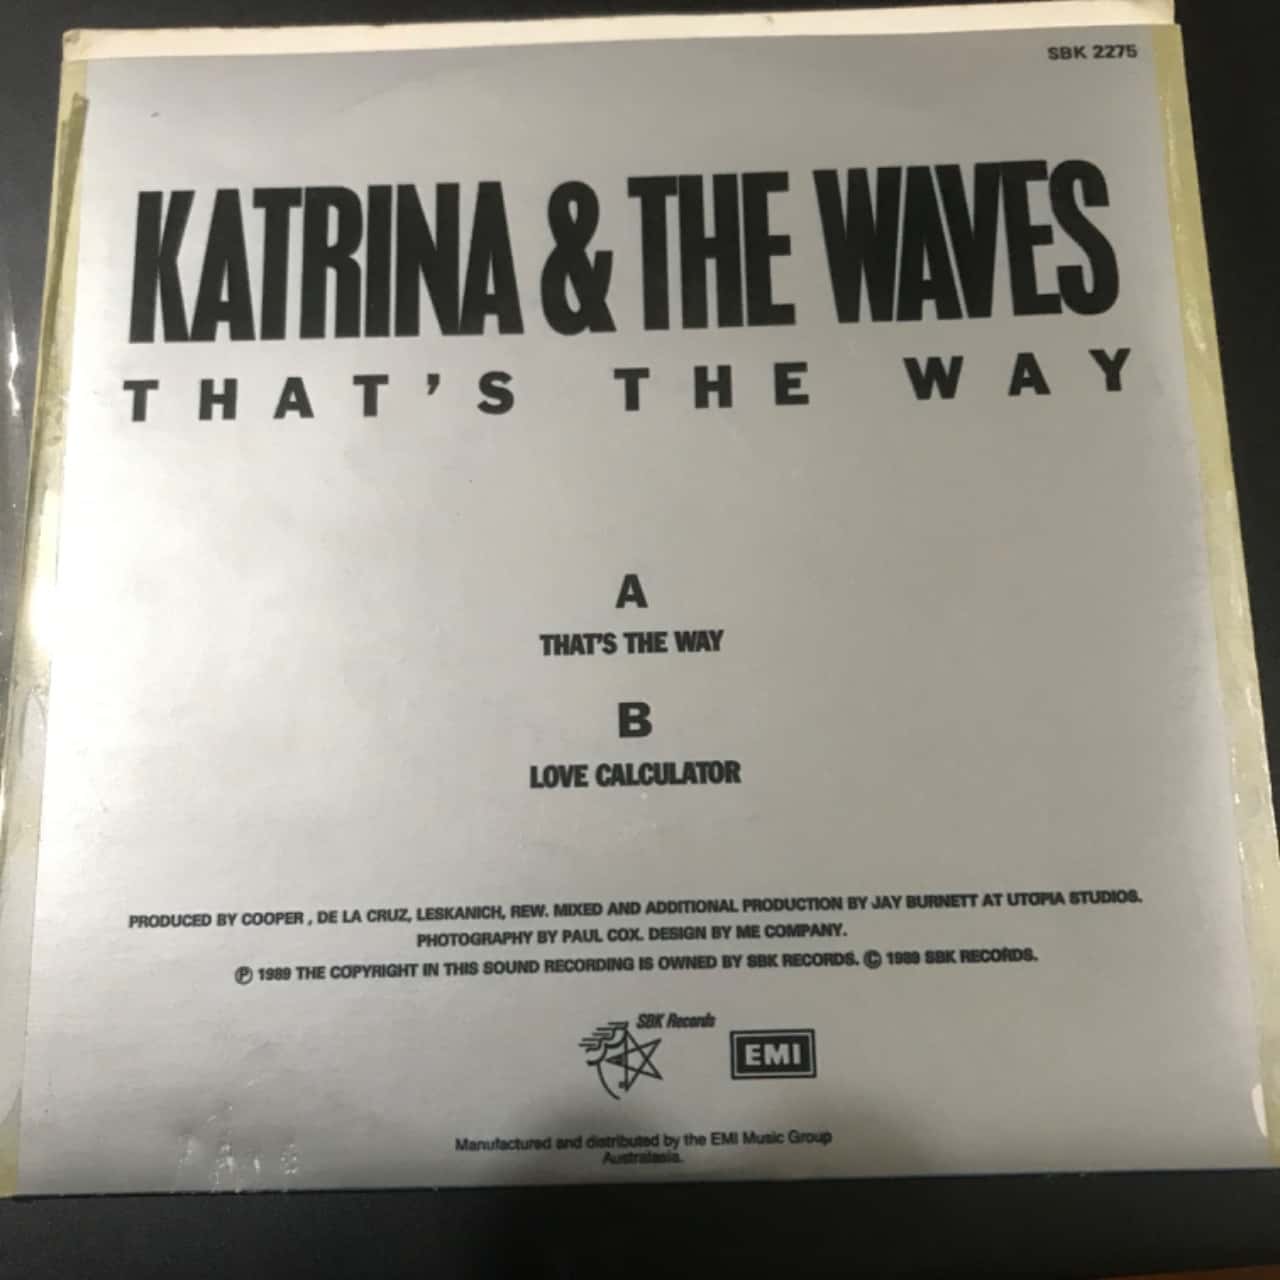 SBK 2275
KATRINA & THE WAVES
THAT'S THE WAY
A
THAT'S THE WAY
B
LOVE CALCULATOR
PRODUCED BY COOPER , DE LA CRUZ, LESKANICH, REW. MIXED AND ADDITIONAL PRODUCTION BY JAY BURNETT AT UTOPIA STUDIOS.
PHOTOGRAPHY BY PAUL COX. DESIGN BY ME COMPANY.
Ⓟ 1989 THE COPYRIGHT IN THIS SOUND RECORDING IS OWNED BY SBK RECORDS. © 1989 SBK RECORDS.
SBK Records
EMI
Manufactured and distributed by the EMI Music Group
Australasia.